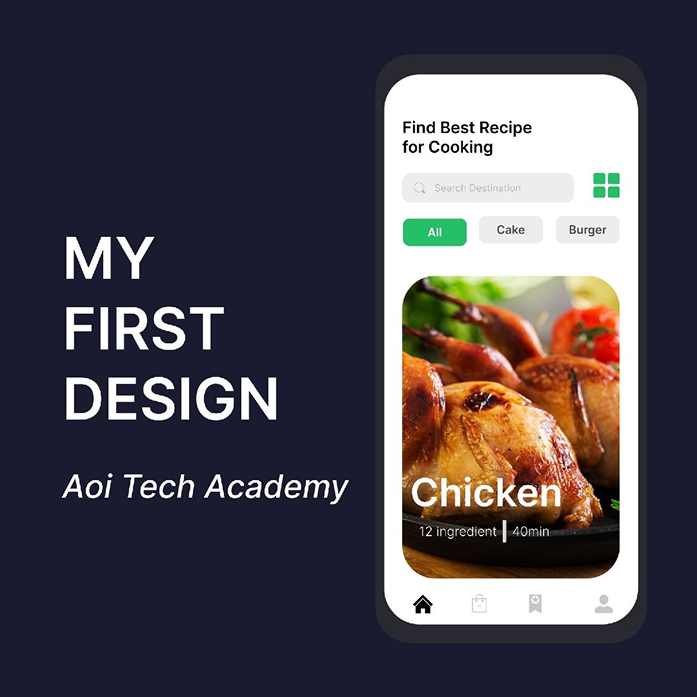 MY
FIRST
DESIGN
Aoi Tech Academy
Find Best Recipe
for Cooking
Search Destination
All
Cake
Burger
Chicken
12 ingredient
40min